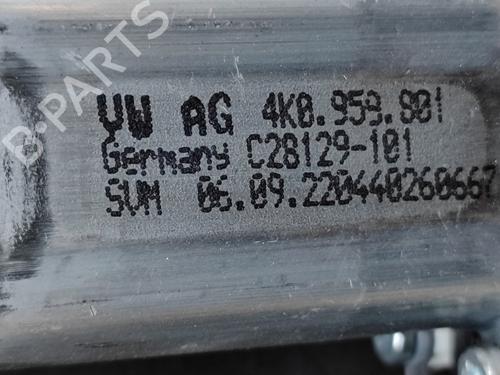 B-PARTS
VW AG 4K0.959.801
Germany C28129-101
SVM 06.09.220440260667